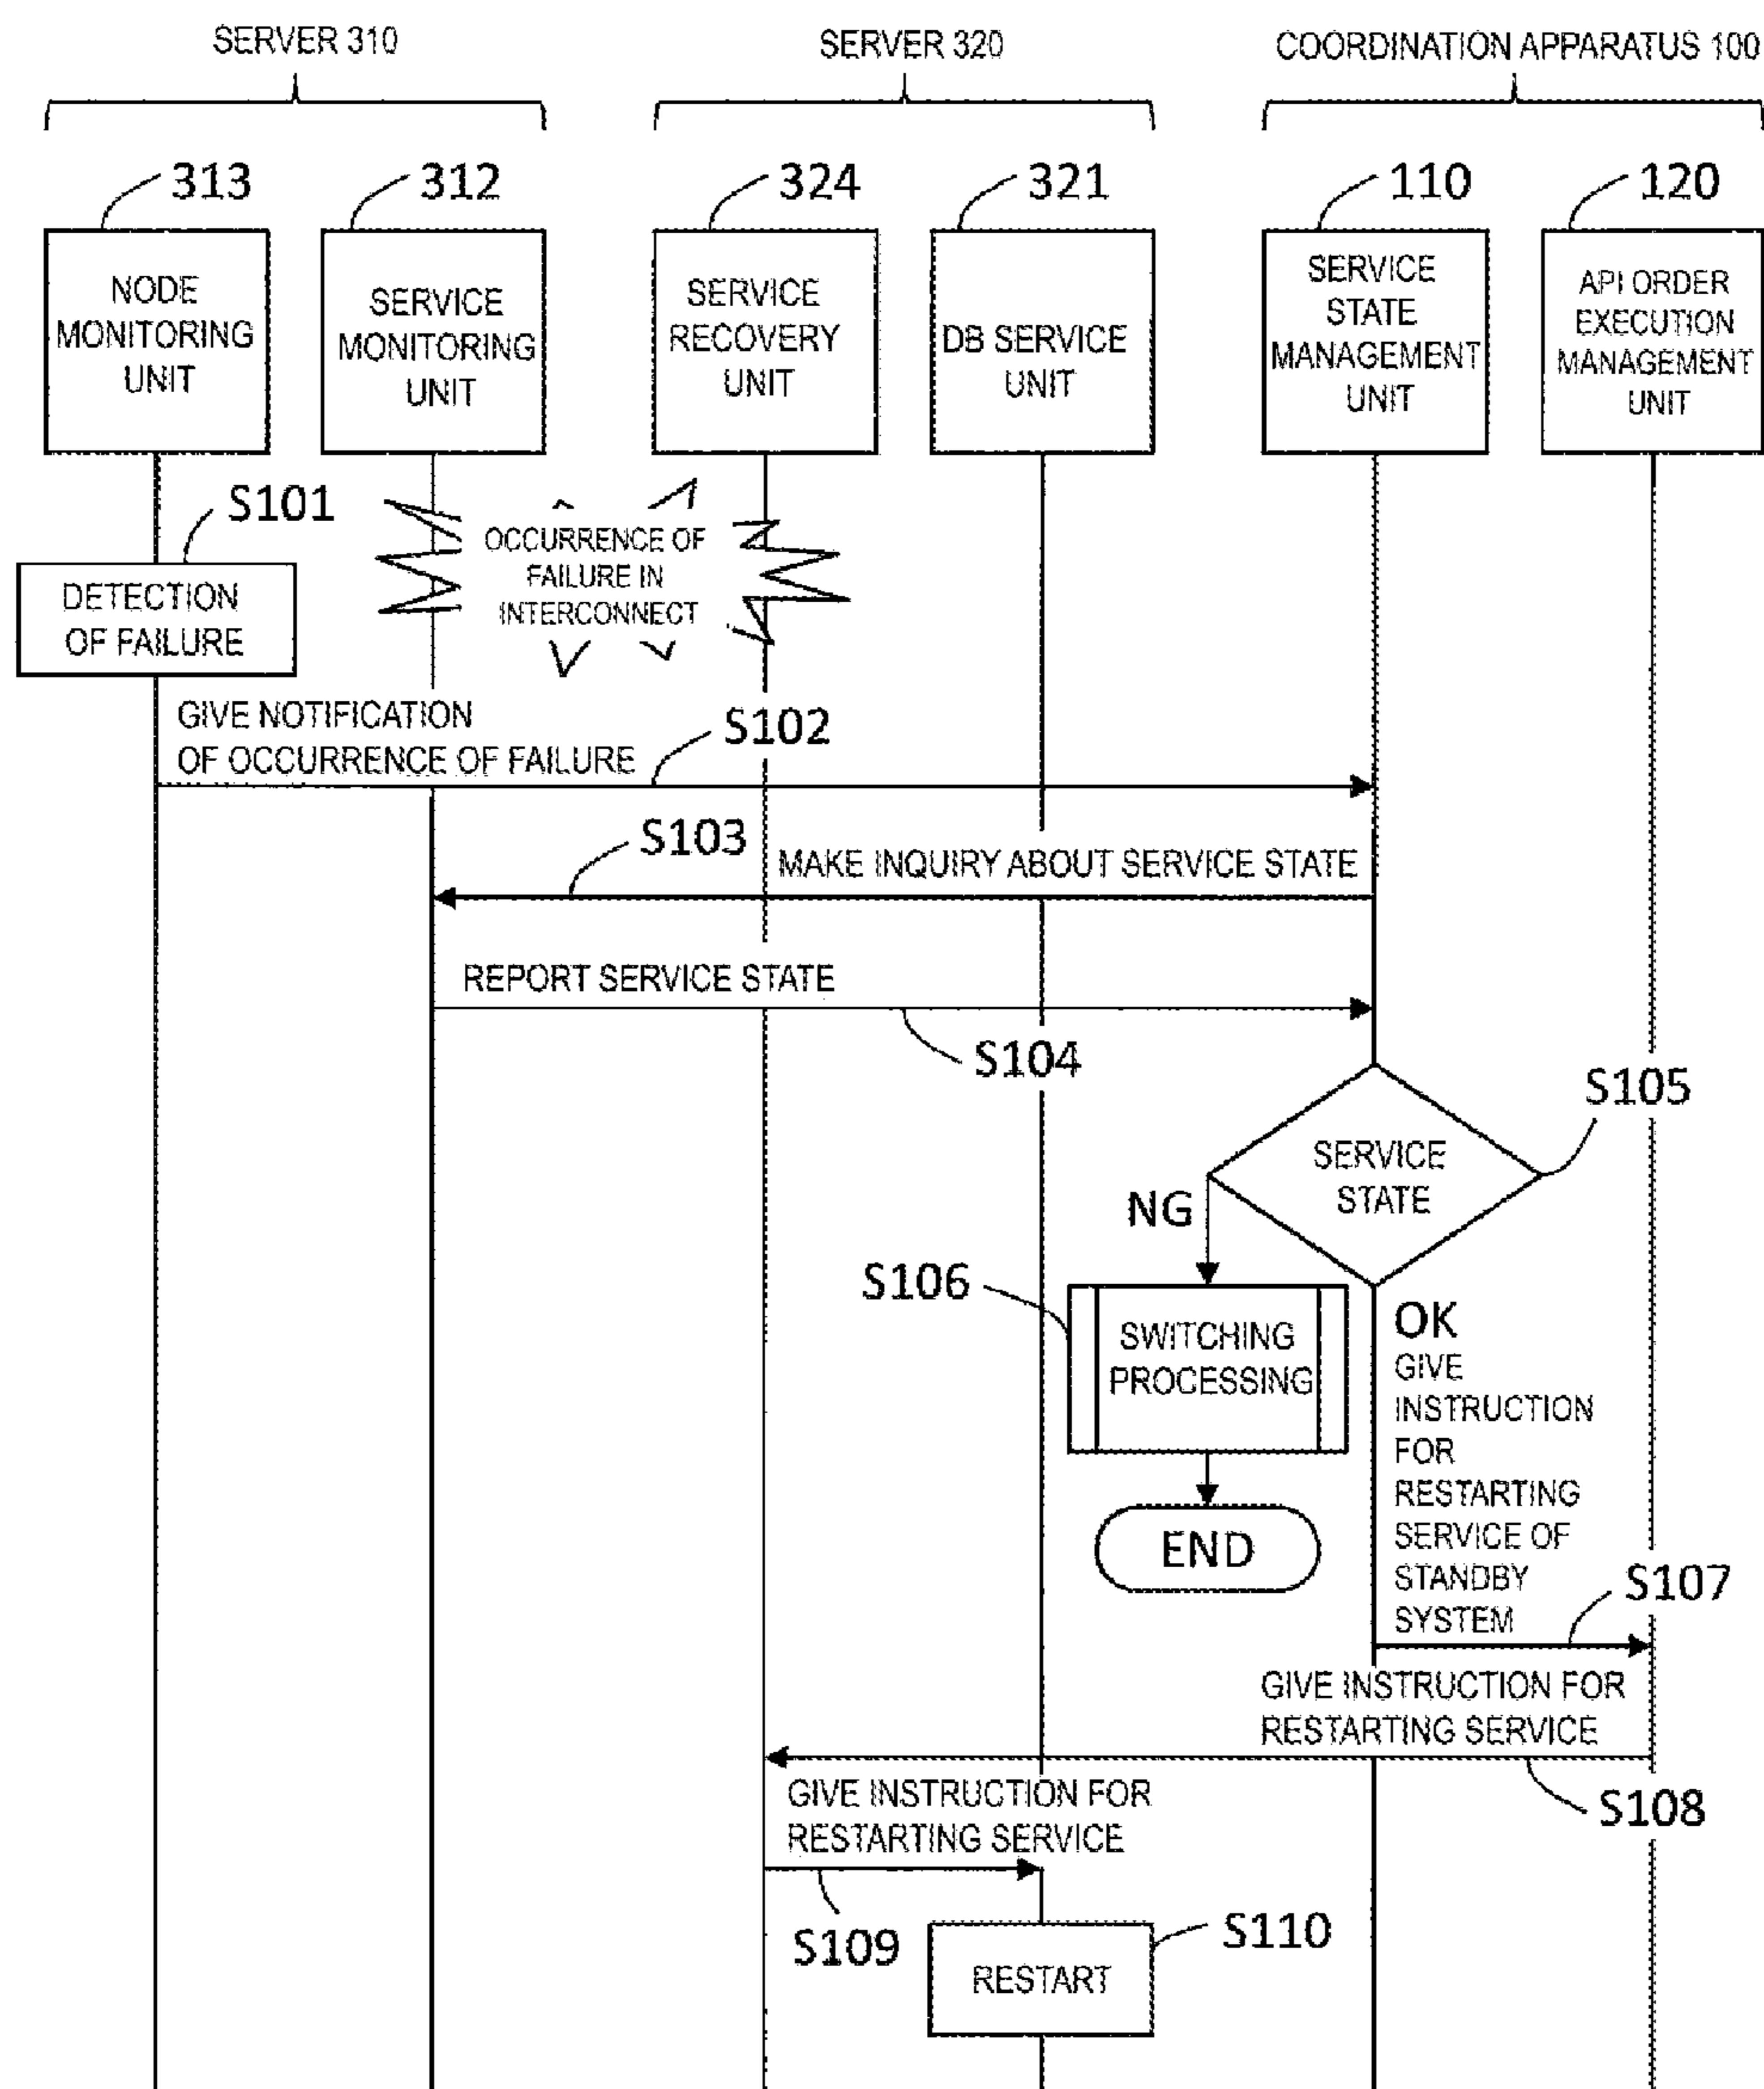 SERVER 310
SERVER 320
COORDINATION APPARATUS 100
313
312
324
321
110
120
NODE
MONITORING
UNIT
SERVICE
MONITORING
UNIT
SERVICE
RECOVERY
UNIT
DB SERVICE
UNIT
SERVICE
STATE
MANAGEMENT
UNIT
API ORDER
EXECUTION
MANAGEMENT
UNIT
S101
DETECTION
OF FAILURE
OCCURRENCE OF
FAILURE IN
INTERCONNECT
GIVE NOTIFICATION
OF OCCURRENCE OF FAILURE
S102
S103
MAKE INQUIRY ABOUT SERVICE STATE
REPORT SERVICE STATE
S104
S105
SERVICE
STATE
NG
S106
SWITCHING
PROCESSING
END
OK
GIVE
INSTRUCTION
FOR
RESTARTING
SERVICE OF
STANDBY
SYSTEM
S107
GIVE INSTRUCTION FOR
RESTARTING SERVICE
S108
GIVE INSTRUCTION FOR
RESTARTING SERVICE
S109
S110
RESTART